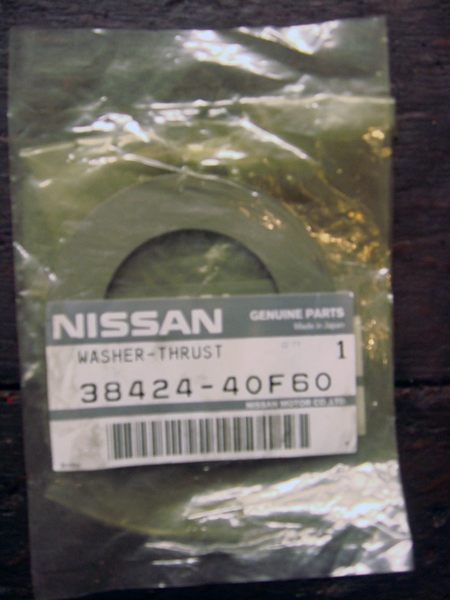 NISSAN GENUINE PARTS
Made in Japan
WASHER-THRUST 1
38424-40F60
NISSAN MOTOR CO.,LTD.